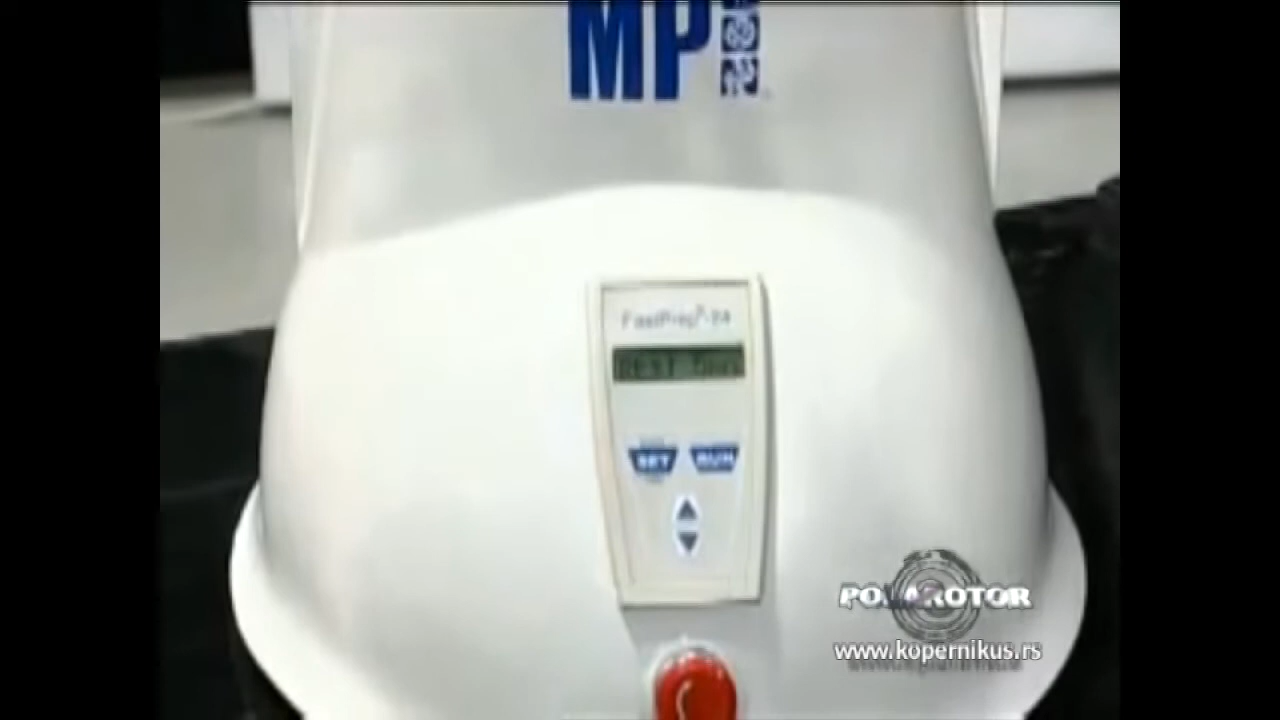 MP
FastPrep®-24
SET RUN
POLAROTOR
www.kopernikus.rs